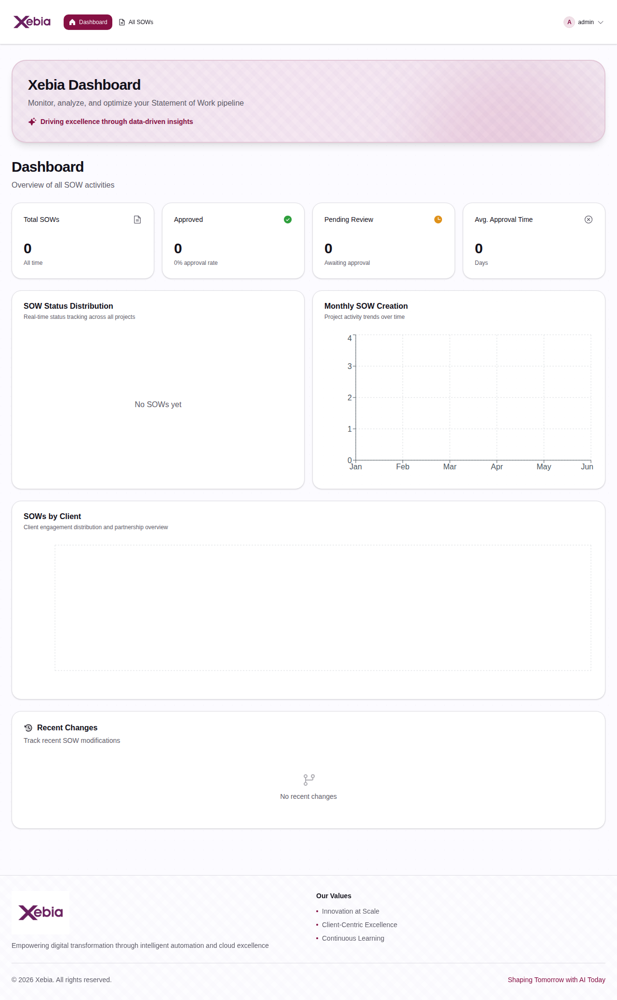 Xebia
Dashboard
All SOWs
A
admin
Xebia Dashboard
Monitor, analyze, and optimize your Statement of Work pipeline
Driving excellence through data-driven insights
Dashboard
Overview of all SOW activities
Total SOWs
0
All time
Approved
0
0% approval rate
Pending Review
0
Awaiting approval
Avg. Approval Time
0
Days
SOW Status Distribution
Real-time status tracking across all projects
No SOWs yet
Monthly SOW Creation
Project activity trends over time
4
3
2
1
0
Jan Feb Mar Apr May Jun
SOWs by Client
Client engagement distribution and partnership overview
Recent Changes
Track recent SOW modifications
No recent changes
Xebia
Empowering digital transformation through intelligent automation and cloud excellence
Our Values
• Innovation at Scale
• Client-Centric Excellence
• Continuous Learning
© 2026 Xebia. All rights reserved.
Shaping Tomorrow with AI Today